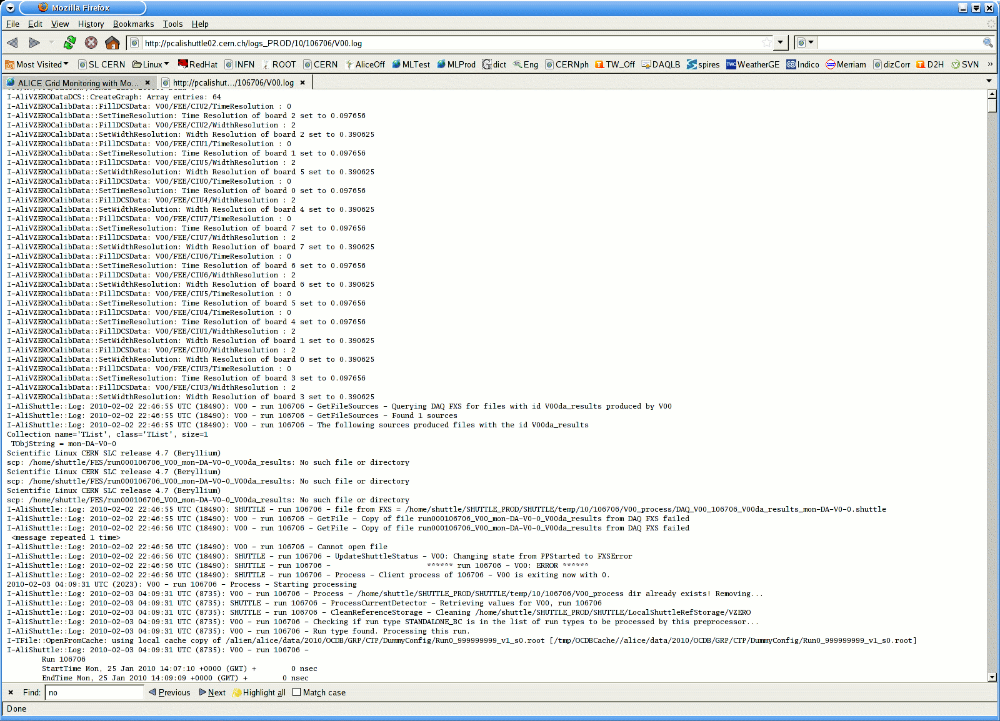 Mozilla Firefox
File Edit View History Bookmarks Tools Help
http://pcalishuttle02.cern.ch/logs_PROD/10/106706/V00.log
Most Visited SL CERN Linux RedHat INFN ROOT CERN AliceOff MLTest MLProd dict Eng CERNph TW_Off DAQLB spires WeatherGE Indico Merriam dizCorr D2H SVN »
ALICE Grid Monitoring with Mo... http://pcalishut.../106706/V00.log
I-AliVZERODataDCS::CreateGraph: Array entries: 64
I-AliVZEROCalibData::FillDCSData: V00/FEE/CIU2/TimeResolution : 0
I-AliVZEROCalibData::SetTimeResolution: Time Resolution of board 2 set to 0.097656
I-AliVZEROCalibData::FillDCSData: V00/FEE/CIU2/WidthResolution : 2
I-AliVZEROCalibData::SetWidthResolution: Width Resolution of board 2 set to 0.390625
I-AliVZEROCalibData::FillDCSData: V00/FEE/CIU1/TimeResolution : 0
I-AliVZEROCalibData::SetTimeResolution: Time Resolution of board 1 set to 0.097656
I-AliVZEROCalibData::FillDCSData: V00/FEE/CIU5/WidthResolution : 2
I-AliVZEROCalibData::SetWidthResolution: Width Resolution of board 5 set to 0.390625
I-AliVZEROCalibData::FillDCSData: V00/FEE/CIU0/TimeResolution : 0
I-AliVZEROCalibData::SetTimeResolution: Time Resolution of board 0 set to 0.097656
I-AliVZEROCalibData::FillDCSData: V00/FEE/CIU4/WidthResolution : 2
I-AliVZEROCalibData::SetWidthResolution: Width Resolution of board 4 set to 0.390625
I-AliVZEROCalibData::FillDCSData: V00/FEE/CIU7/TimeResolution : 0
I-AliVZEROCalibData::SetTimeResolution: Time Resolution of board 7 set to 0.097656
I-AliVZEROCalibData::FillDCSData: V00/FEE/CIU7/WidthResolution : 2
I-AliVZEROCalibData::SetWidthResolution: Width Resolution of board 7 set to 0.390625
I-AliVZEROCalibData::FillDCSData: V00/FEE/CIU6/TimeResolution : 0
I-AliVZEROCalibData::SetTimeResolution: Time Resolution of board 6 set to 0.097656
I-AliVZEROCalibData::FillDCSData: V00/FEE/CIU6/WidthResolution : 2
I-AliVZEROCalibData::SetWidthResolution: Width Resolution of board 6 set to 0.390625
I-AliVZEROCalibData::FillDCSData: V00/FEE/CIU5/TimeResolution : 0
I-AliVZEROCalibData::SetTimeResolution: Time Resolution of board 5 set to 0.097656
I-AliVZEROCalibData::FillDCSData: V00/FEE/CIU4/TimeResolution : 0
I-AliVZEROCalibData::SetTimeResolution: Time Resolution of board 4 set to 0.097656
I-AliVZEROCalibData::FillDCSData: V00/FEE/CIU1/WidthResolution : 2
I-AliVZEROCalibData::SetWidthResolution: Width Resolution of board 1 set to 0.390625
I-AliVZEROCalibData::FillDCSData: V00/FEE/CIU0/WidthResolution : 2
I-AliVZEROCalibData::SetWidthResolution: Width Resolution of board 0 set to 0.390625
I-AliVZEROCalibData::FillDCSData: V00/FEE/CIU3/TimeResolution : 0
I-AliVZEROCalibData::SetTimeResolution: Time Resolution of board 3 set to 0.097656
I-AliVZEROCalibData::FillDCSData: V00/FEE/CIU3/WidthResolution : 2
I-AliVZEROCalibData::SetWidthResolution: Width Resolution of board 3 set to 0.390625
I-AliShuttle::Log: 2010-02-02 22:46:55 UTC (18490): V00 - run 106706 - GetFileSources - Querying DAQ FXS for files with id V00da_results produced by V00
I-AliShuttle::Log: 2010-02-02 22:46:55 UTC (18490): V00 - run 106706 - GetFileSources - Found 1 sources
I-AliShuttle::Log: 2010-02-02 22:46:55 UTC (18490): V00 - run 106706 - The following sources produced files with the id V00da_results
Collection name='TList', class='TList', size=1
TObjString = mon-DA-V0-0
Scientific Linux CERN SLC release 4.7 (Beryllium)
scp: /home/shuttle/FES/run000106706_V00_mon-DA-V0-0_V00da_results: No such file or directory
Scientific Linux CERN SLC release 4.7 (Beryllium)
scp: /home/shuttle/FES/run000106706_V00_mon-DA-V0-0_V00da_results: No such file or directory
Scientific Linux CERN SLC release 4.7 (Beryllium)
scp: /home/shuttle/FES/run000106706_V00_mon-DA-V0-0_V00da_results: No such file or directory
I-AliShuttle::Log: 2010-02-02 22:46:55 UTC (18490): SHUTTLE - run 106706 - file from FXS = /home/shuttle/SHUTTLE_PROD/SHUTTLE/temp/10/106706/V00_process/DAQ_V00_106706_V00da_results_mon-DA-V0-0.shuttle
I-AliShuttle::Log: 2010-02-02 22:46:55 UTC (18490): V00 - run 106706 - GetFile - Copy of file run000106706_V00_mon-DA-V0-0_V00da_results from DAQ FXS failed
I-AliShuttle::Log: 2010-02-02 22:46:56 UTC (18490): V00 - run 106706 - GetFile - Copy of file run000106706_V00_mon-DA-V0-0_V00da_results from DAQ FXS failed
<message repeated 1 time>
I-AliShuttle::Log: 2010-02-02 22:46:56 UTC (18490): V00 - run 106706 - Cannot open file
I-AliShuttle::Log: 2010-02-02 22:46:56 UTC (18490): SHUTTLE - run 106706 - UpdateShuttleStatus - V00: Changing state from PPStarted to FXSError
I-AliShuttle::Log: 2010-02-02 22:46:56 UTC (18490): SHUTTLE - run 106706 - ****** run 106706 - V00: ERROR ******
I-AliShuttle::Log: 2010-02-02 22:46:56 UTC (18490): SHUTTLE - run 106706 - Process - Client process of 106706 - V00 is exiting now with 0.
2010-02-03 04:09:31 UTC (2023): V00 - run 106706 - Process - Starting processing
I-AliShuttle::Log: 2010-02-03 04:09:31 UTC (8735): V00 - run 106706 - Process - /home/shuttle/SHUTTLE_PROD/SHUTTLE/temp/10/106706/V00_process dir already exists! Removing...
I-AliShuttle::Log: 2010-02-03 04:09:31 UTC (8735): SHUTTLE - run 106706 - ProcessCurrentDetector - Retrieving values for V00, run 106706
I-AliShuttle::Log: 2010-02-03 04:09:31 UTC (8735): SHUTTLE - run 106706 - CleanReferenceStorage - Cleaning /home/shuttle/SHUTTLE_PROD/SHUTTLE/LocalShuttleRefStorage/VZERO
I-AliShuttle::Log: 2010-02-03 04:09:31 UTC (8735): V00 - run 106706 - Checking if run type STANDALONE_BC is in the list of run types to be processed by this preprocessor...
I-AliShuttle::Log: 2010-02-03 04:09:31 UTC (8735): V00 - run 106706 - Run type found. Processing this run.
I-TFile::OpenFromCache: using local cache copy of /alien/alice/data/2010/OCDB/GRP/CTP/DummyConfig/Run0_999999999_v1_s0.root [/tmp/OCDBCache//alice/data/2010/OCDB/GRP/CTP/DummyConfig/Run0_999999999_v1_s0.root]
I-AliShuttle::Log: 2010-02-03 04:09:31 UTC (8735): V00 - run 106706 -
Run 106706
StartTime Mon, 25 Jan 2010 14:07:10 +0000 (GMT) + 0 nsec
EndTime Mon, 25 Jan 2010 14:09:09 +0000 (GMT) + 0 nsec
Find: no Previous Next Highlight all Match case
Done